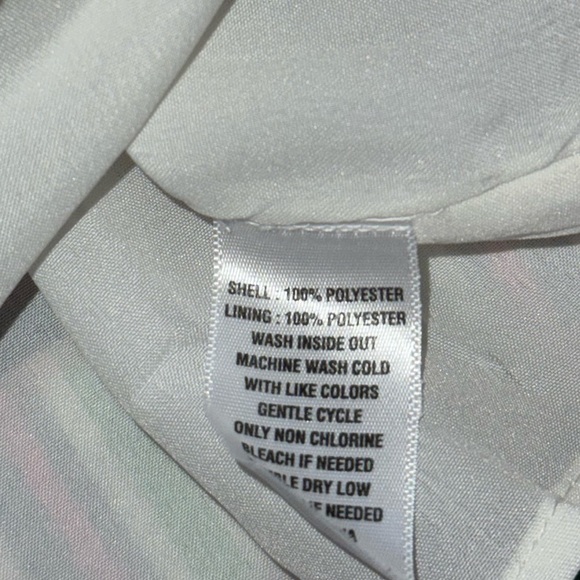 SHELL : 100% POLYESTER
LINING : 100% POLYESTER
WASH INSIDE OUT
MACHINE WASH COLD
WITH LIKE COLORS
GENTLE CYCLE
ONLY NON CHLORINE
BLEACH IF NEEDED
DRY LOW
IF NEEDED